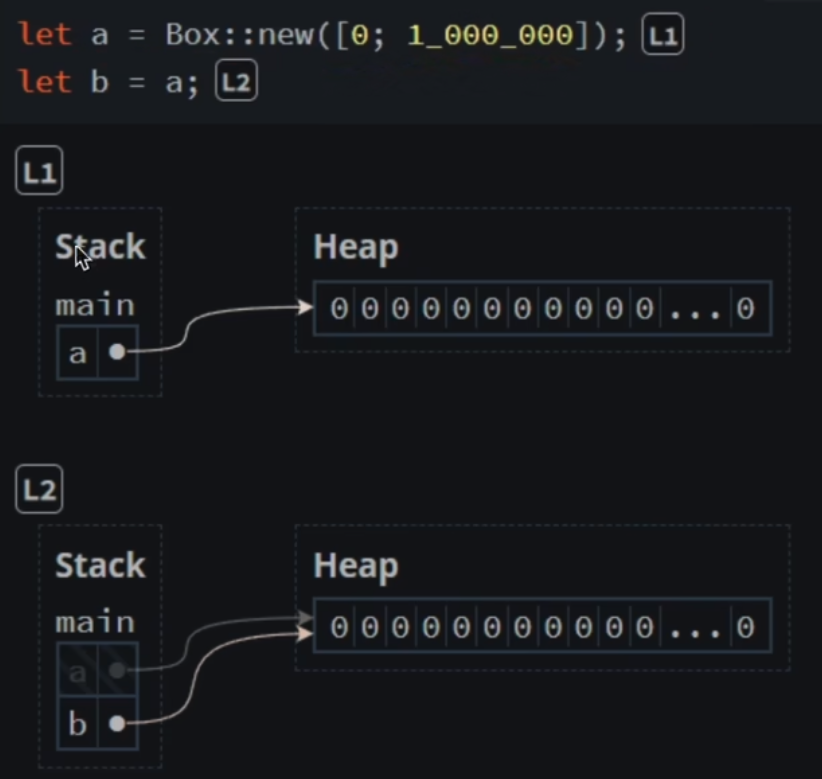 let a = Box::new([0; 1_000_000]); L1
let b = a; L2
L1
Stack
Heap
main
a
0 0 0 0 0 0 0 0 0 0 0 ... 0
L2
Stack
Heap
main
a
b
0 0 0 0 0 0 0 0 0 0 0 ... 0